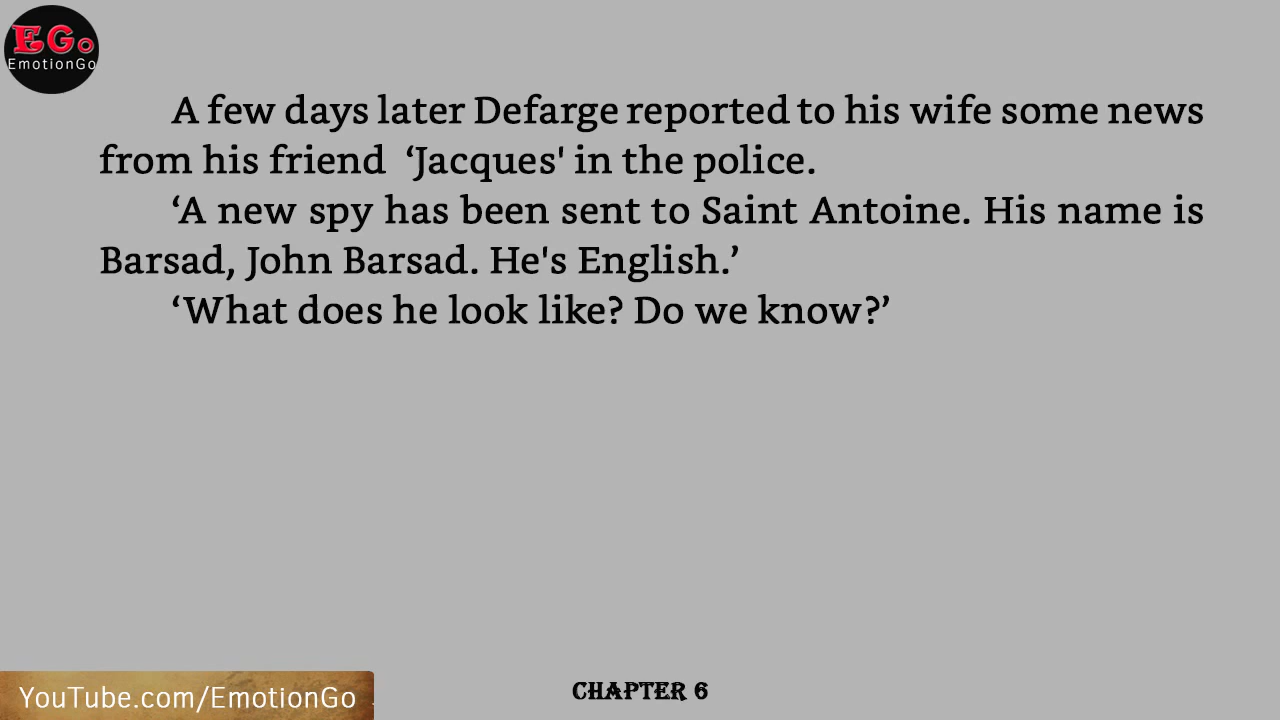 EGo
EmotionGo
A few days later Defarge reported to his wife some news
from his friend ‘Jacques' in the police.
‘A new spy has been sent to Saint Antoine. His name is
Barsad, John Barsad. He's English.’
‘What does he look like? Do we know?’
YouTube.com/EmotionGo
CHAPTER 6